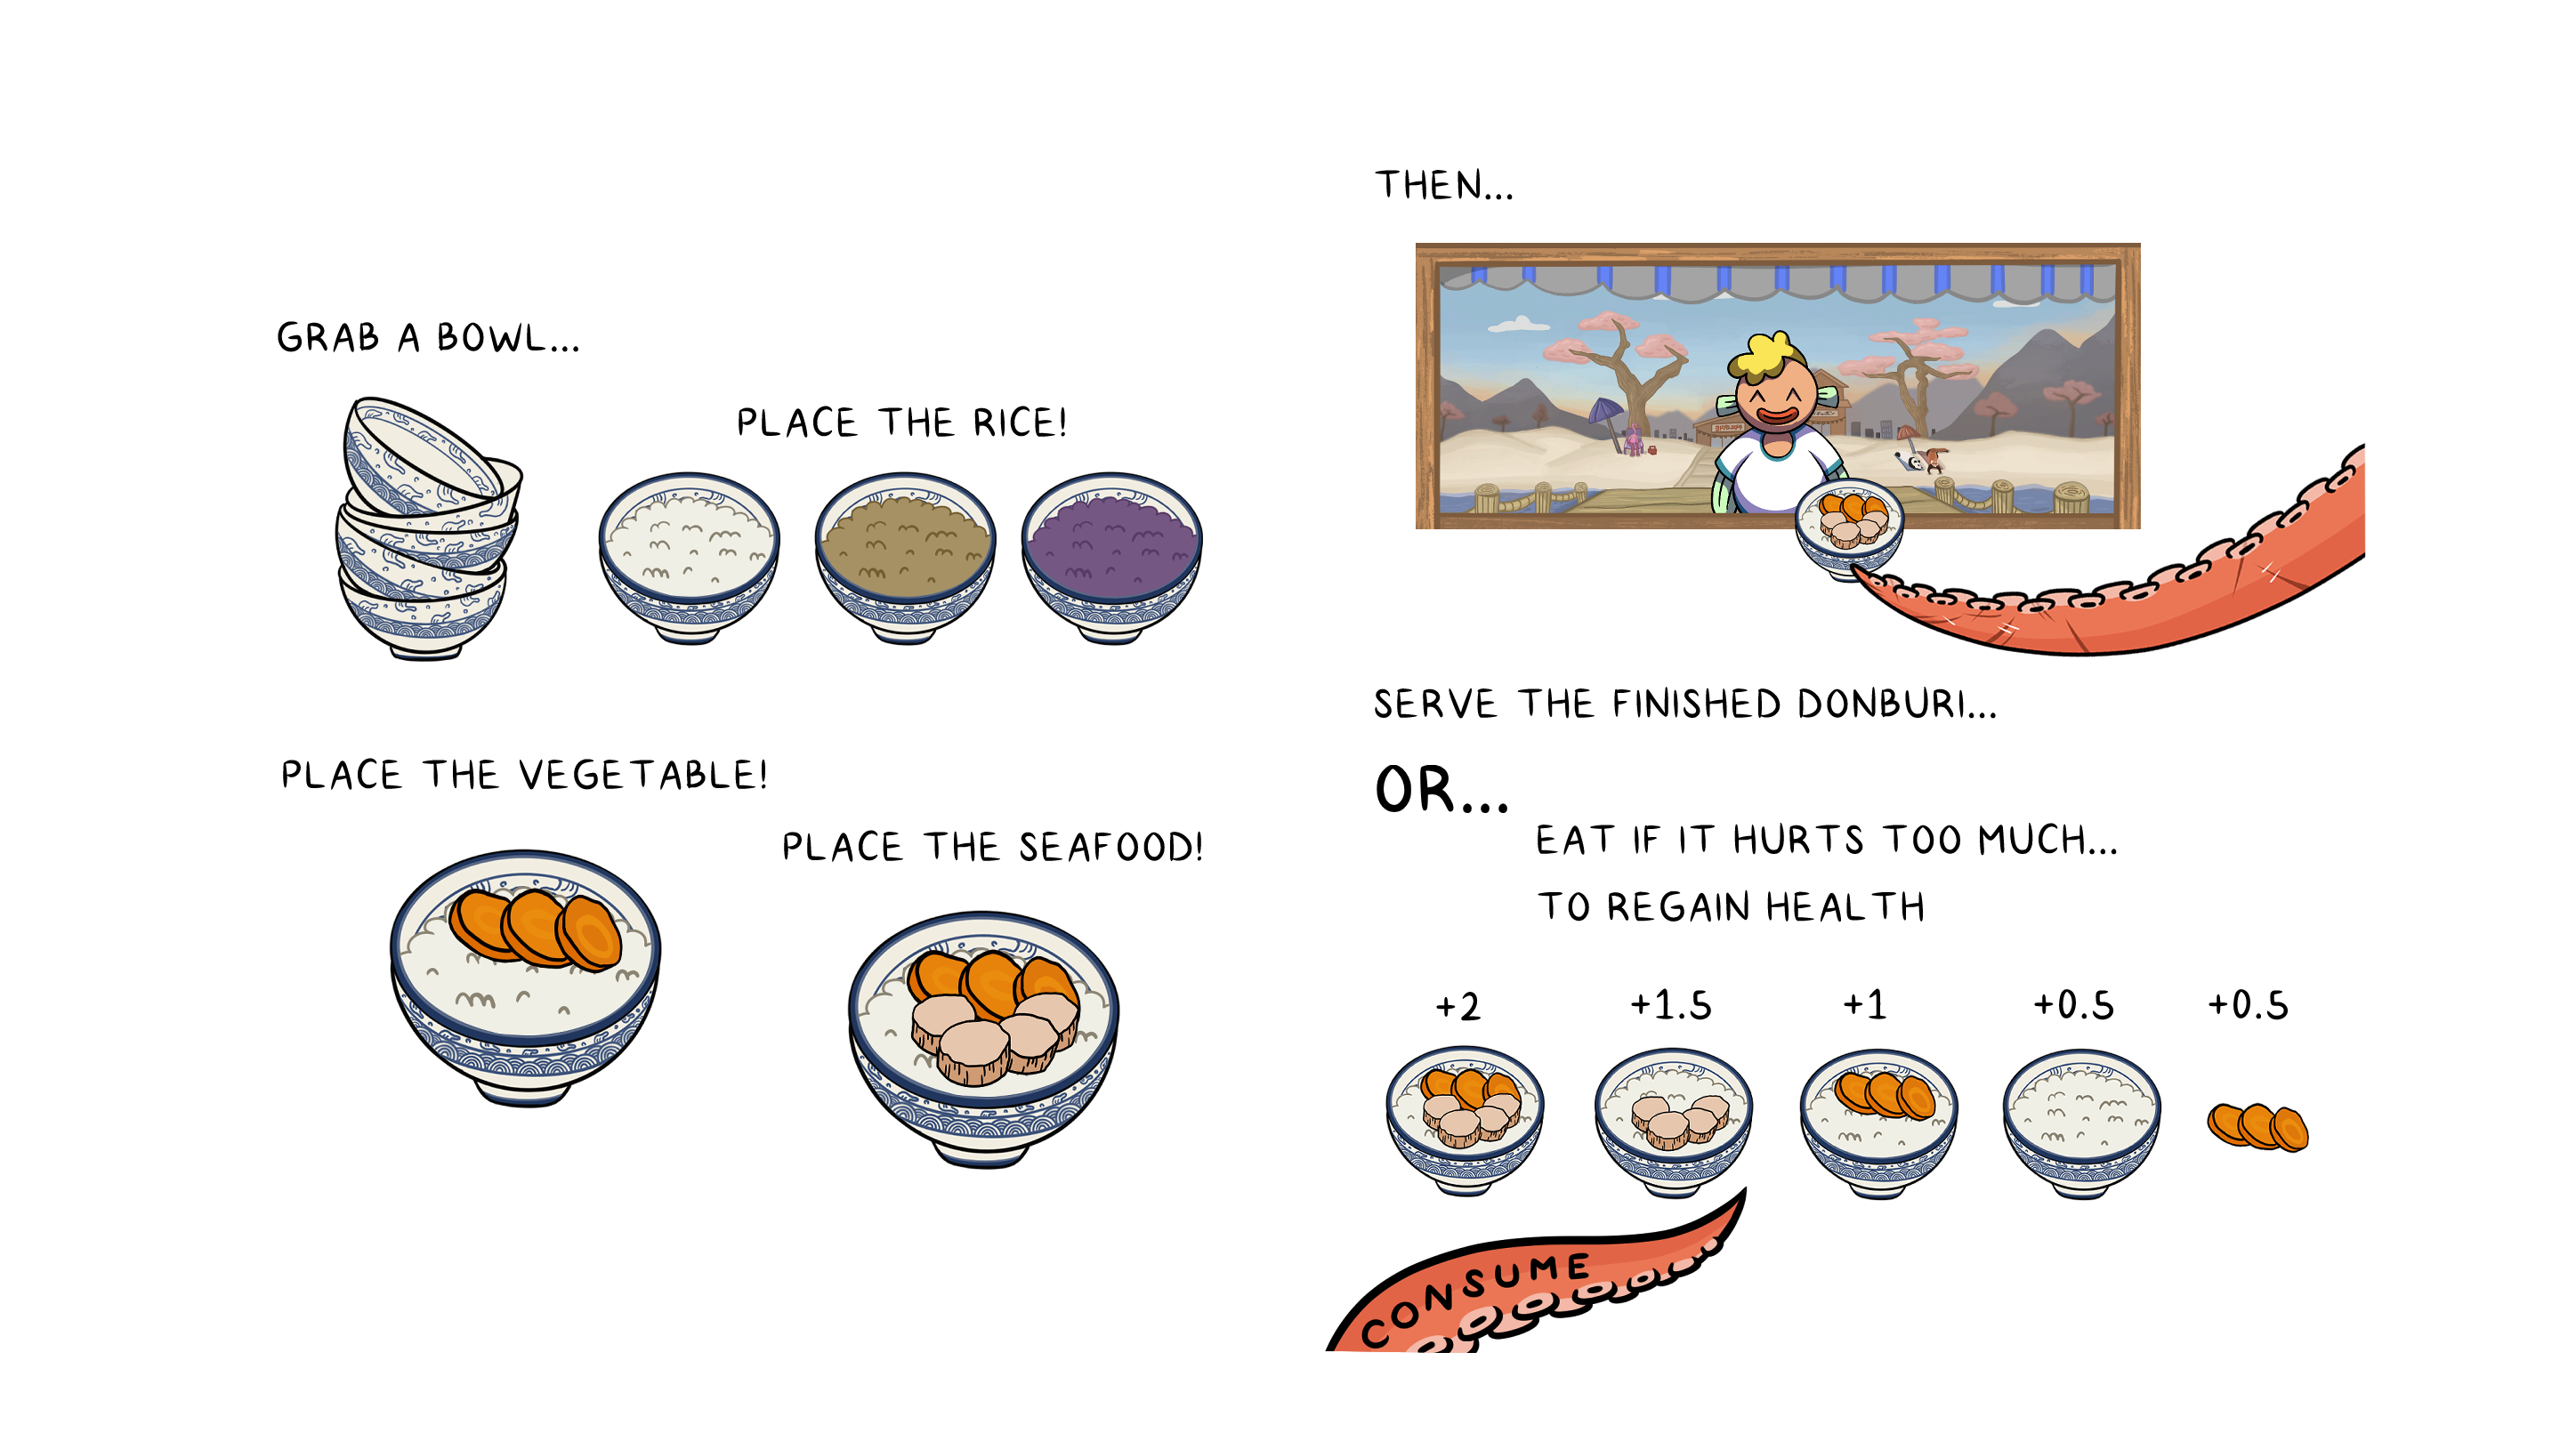 GRAB A BOWL...
PLACE THE RICE!
PLACE THE VEGETABLE!
PLACE THE SEAFOOD!
THEN...
SERVE THE FINISHED DONBURI...
OR...
EAT IF IT HURTS TOO MUCH...
TO REGAIN HEALTH
+2 +1.5 +1 +0.5 +0.5
CONSUME